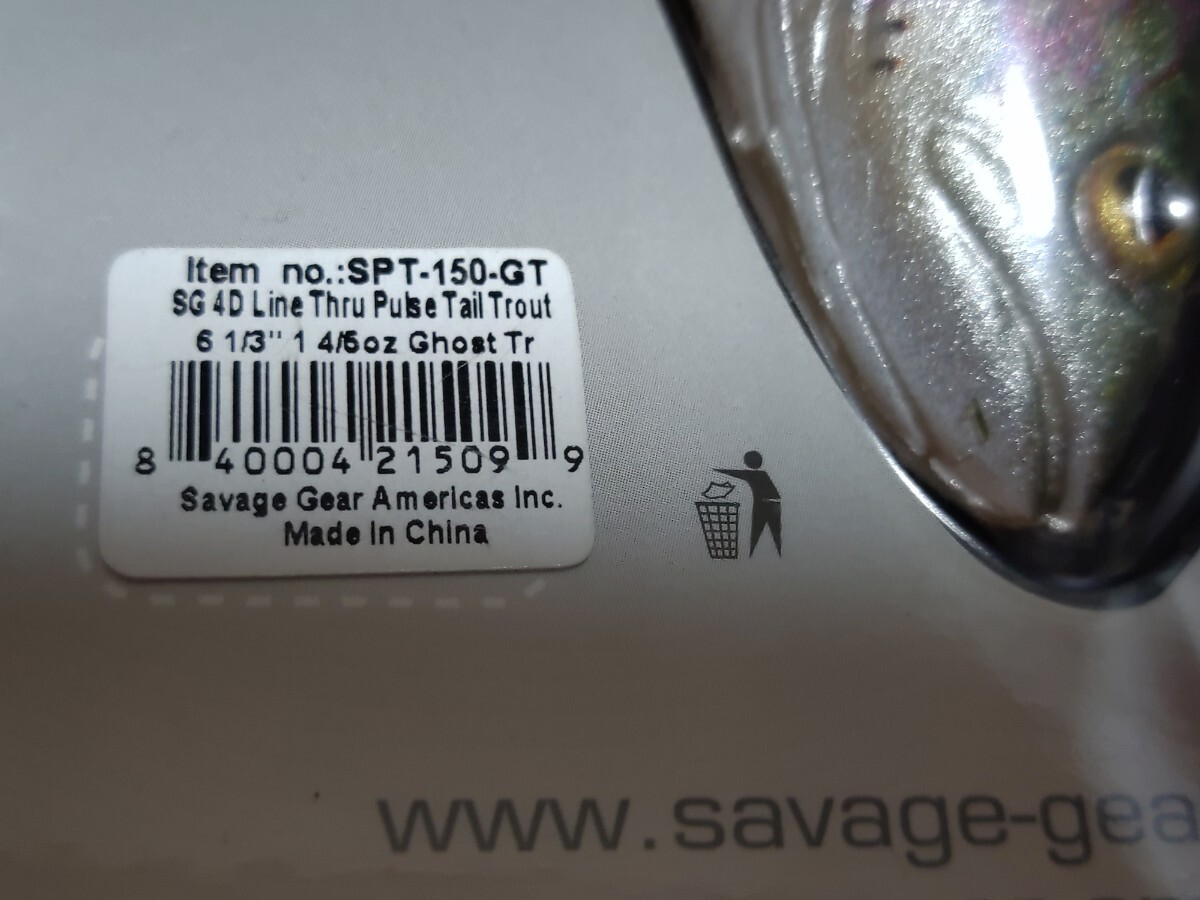 Item no.:SPT-150-GT
SG 4D Line Thru Pulse Tail Trout
6 1/3" 1 4/5oz Ghost Tr
8 40004 21509 9
Savage Gear Americas Inc.
Made In China
www.savage-gea